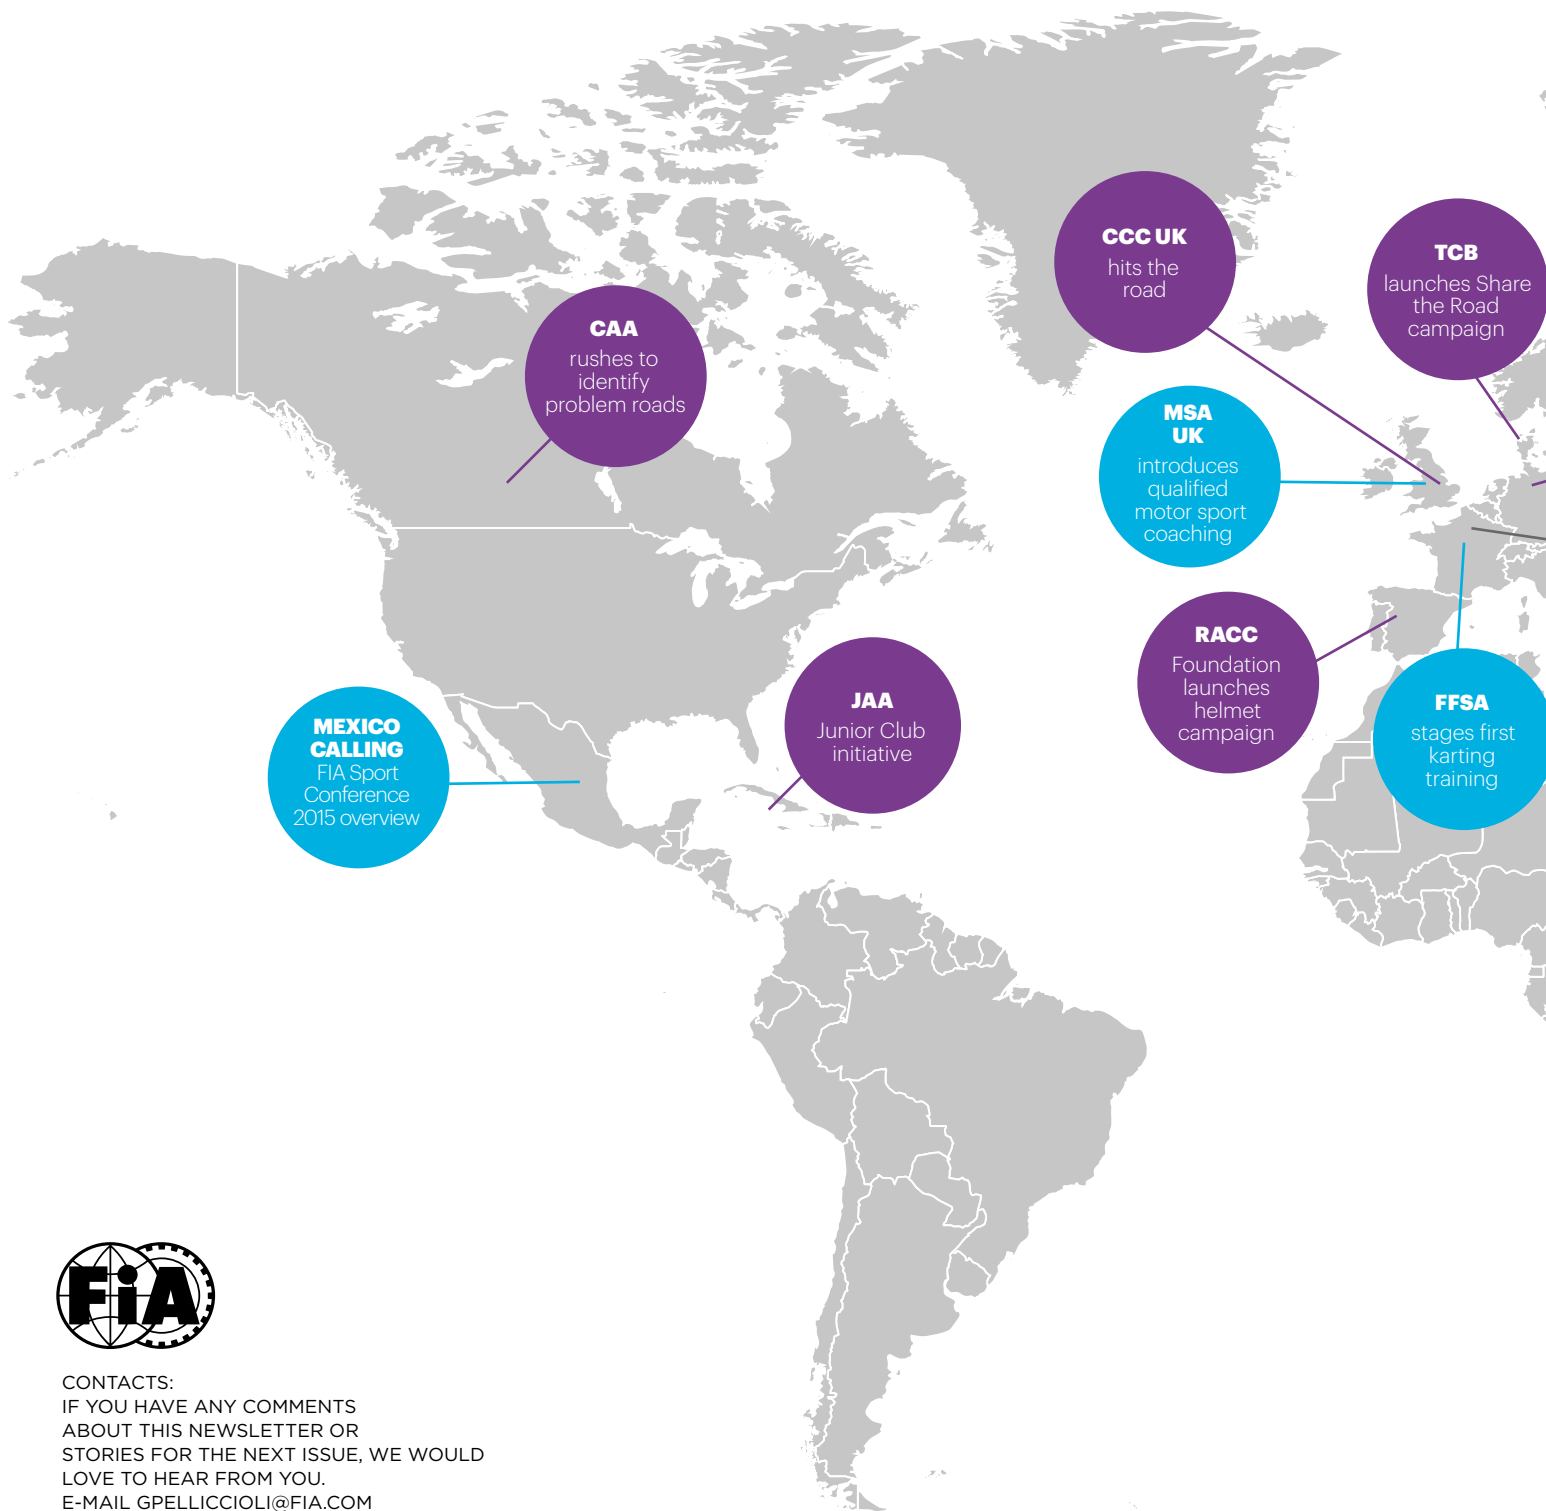 CCC UK
hits the
road
TCB
launches Share
the Road
campaign
CAA
rushes to
identify
problem roads
MSA
UK
introduces
qualified
motor sport
coaching
RACC
Foundation
launches
helmet
campaign
FFSA
stages first
karting
training
JAA
Junior Club
initiative
MEXICO
CALLING
FIA Sport
Conference
2015 overview
FiA
CONTACTS:
IF YOU HAVE ANY COMMENTS
ABOUT THIS NEWSLETTER OR
STORIES FOR THE NEXT ISSUE, WE WOULD
LOVE TO HEAR FROM YOU.
E-MAIL GPELLICCIOLI@FIA.COM